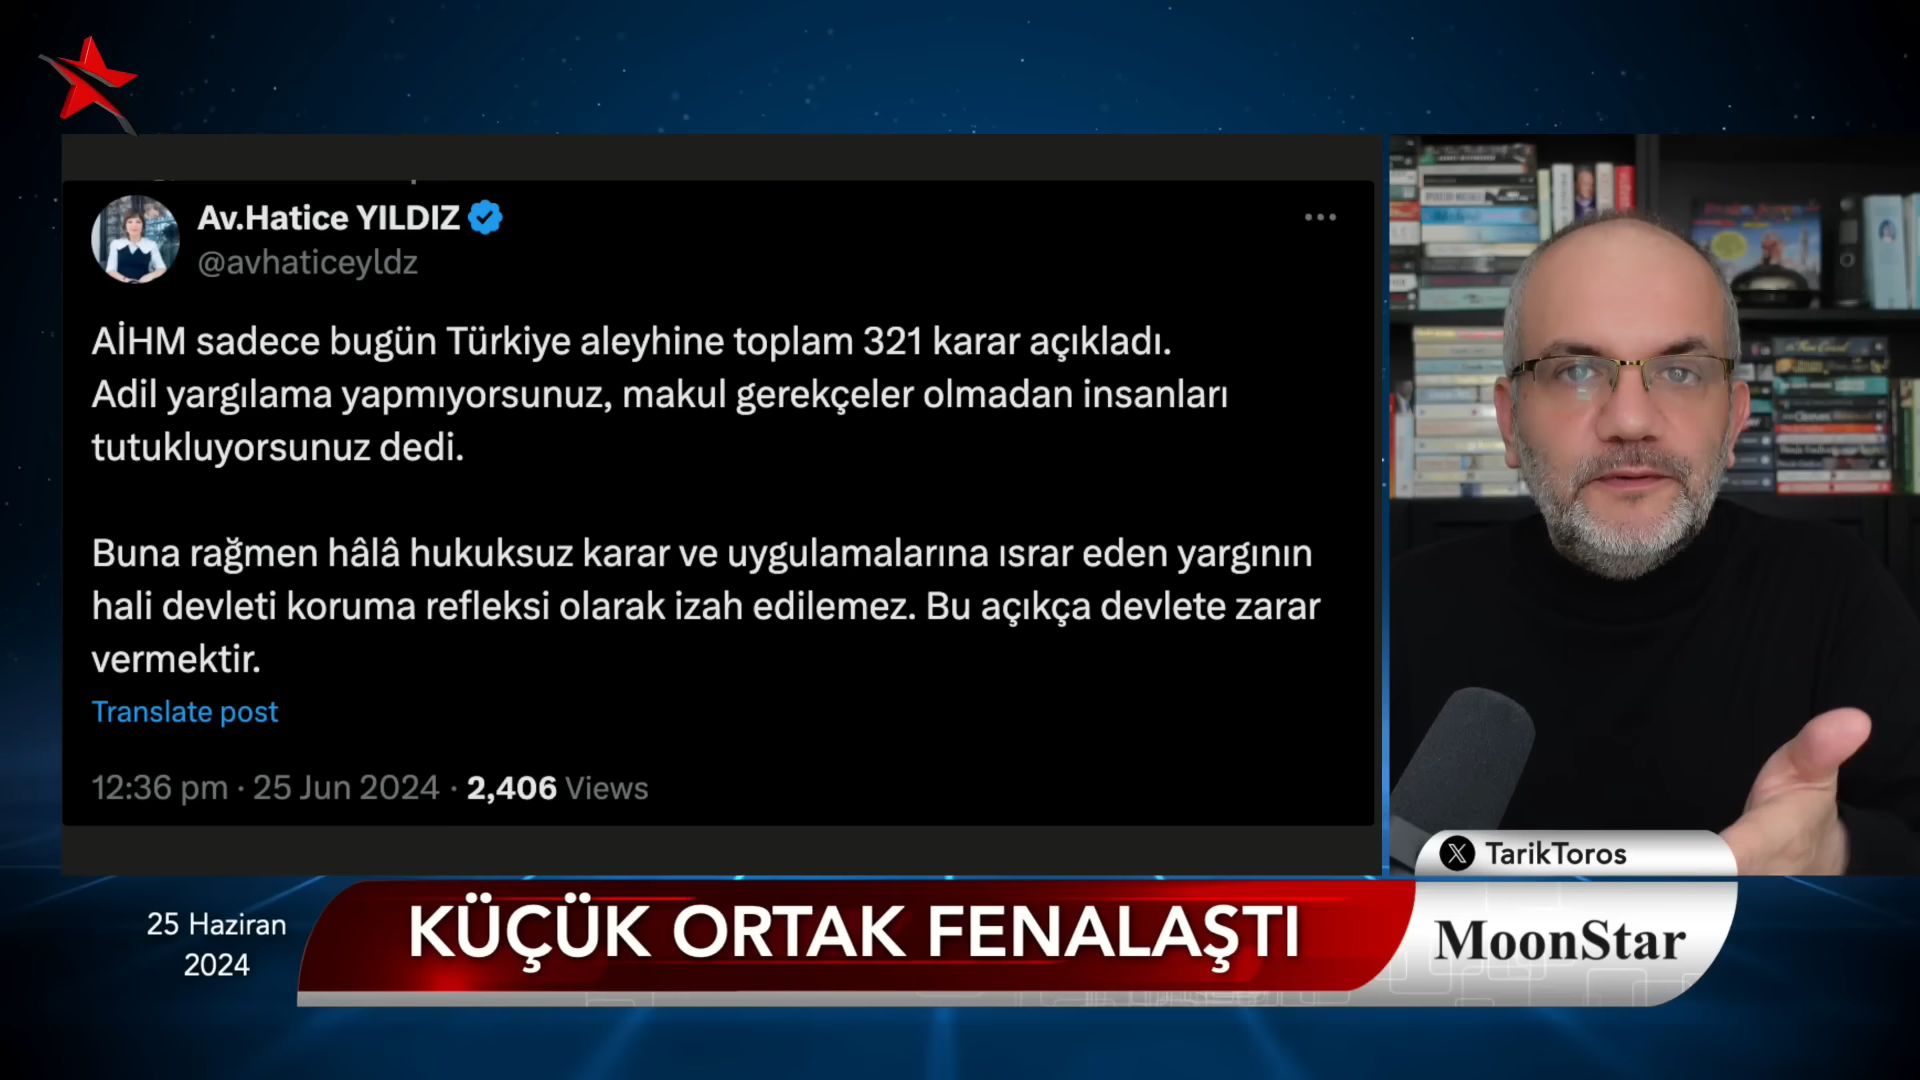 Av.Hatice YILDIZ
@avhaticeyldz
AİHM sadece bugün Türkiye aleyhine toplam 321 karar açıkladı.
Adil yargılama yapmıyorsunuz, makul gerekçeler olmadan insanları
tutukluyorsunuz dedi.
Buna rağmen hâlâ hukuksuz karar ve uygulamalarına ısrar eden yargının
hali devleti koruma refleksi olarak izah edilemez. Bu açıkça devlete zarar
vermektir.
Translate post
12:36 pm · 25 Jun 2024 · 2,406 Views
TarikToros
25 Haziran
2024
KÜÇÜK ORTAK FENALAŞTI
MoonStar